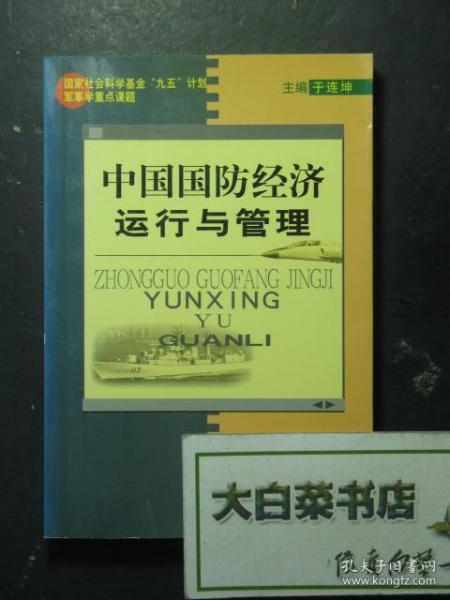 国家社会科学基金“九五”计划
军事学重点课题
主编 于连坤
中国国防经济
运行与管理
ZHONGGUO GUOFANG JINGJI
YUNXING
YU
GUANLI
112
大白菜书店
孔夫子旧书网
www.kongfz.com